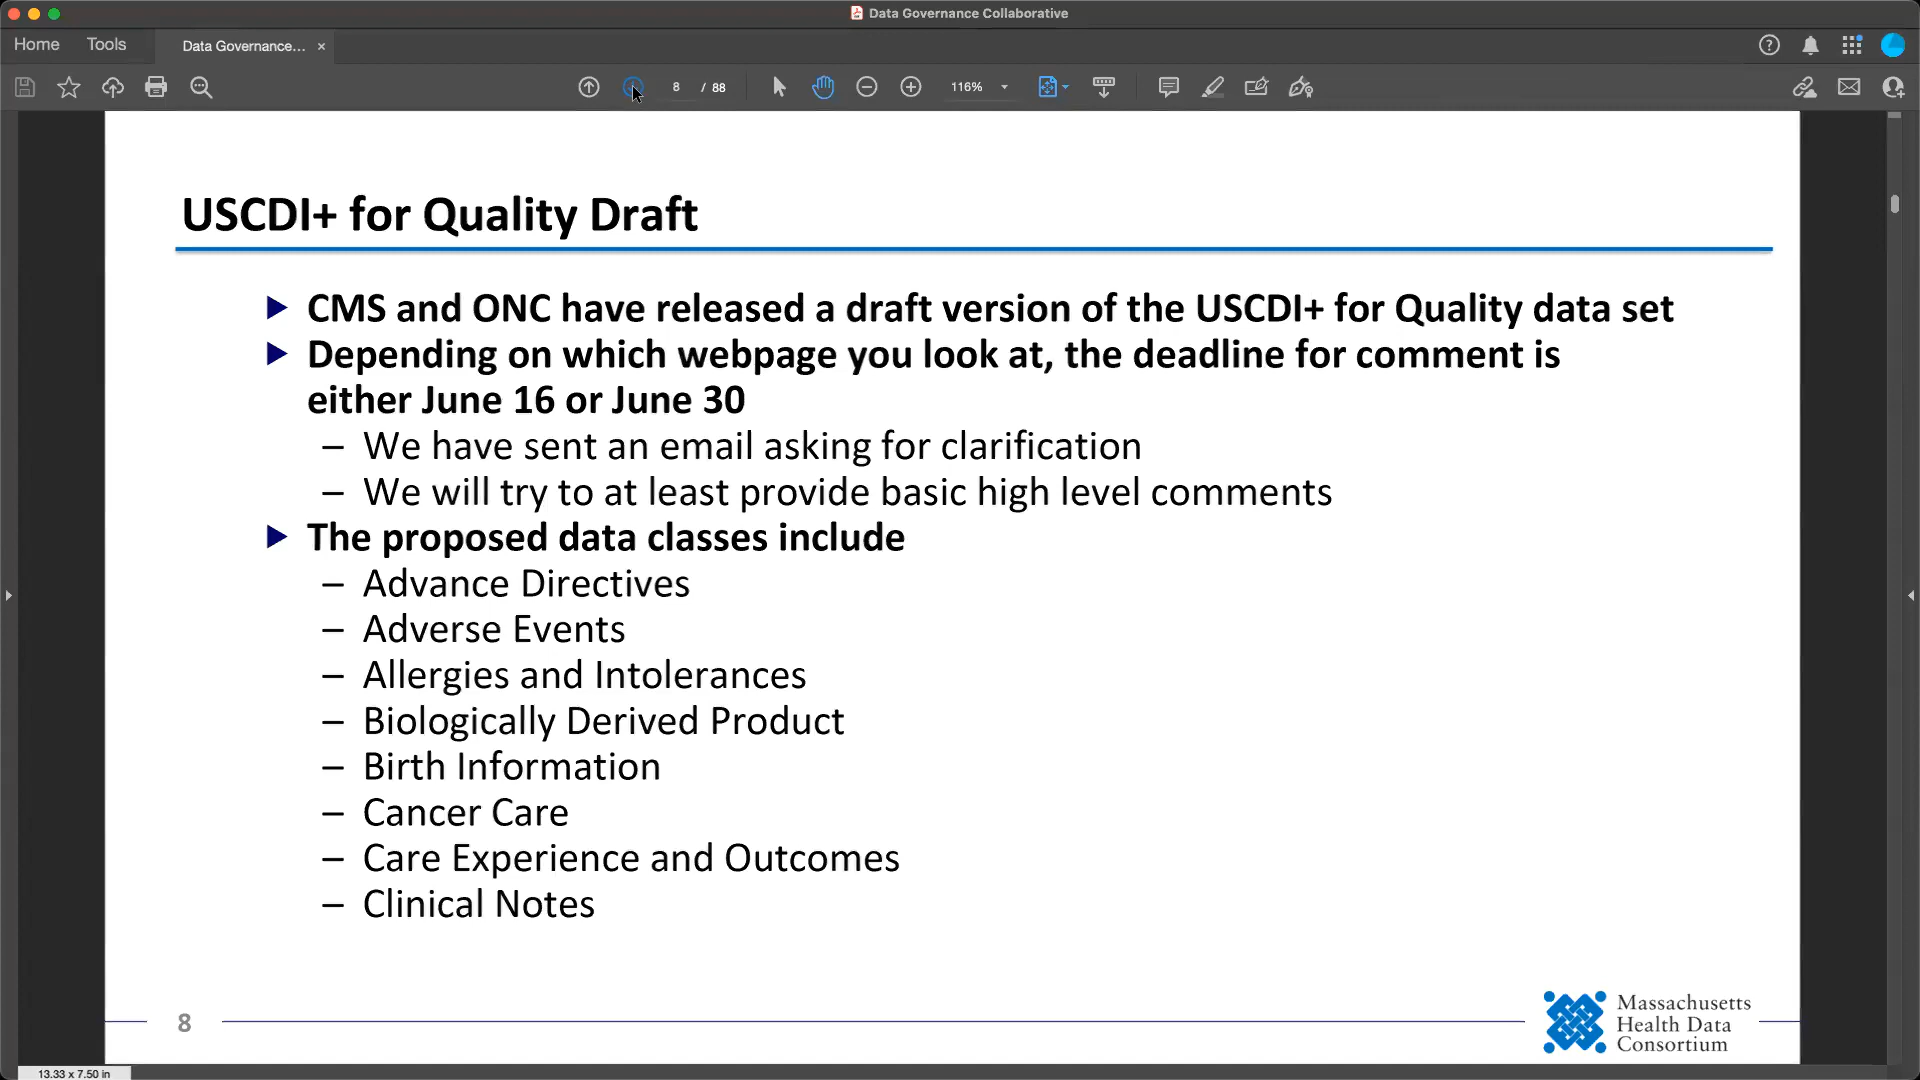 Data Governance Collaborative
Home Tools Data Governance... ×
8 / 88 116%
USCDI+ for Quality Draft
CMS and ONC have released a draft version of the USCDI+ for Quality data set
Depending on which webpage you look at, the deadline for comment is
either June 16 or June 30
– We have sent an email asking for clarification
– We will try to at least provide basic high level comments
The proposed data classes include
– Advance Directives
– Adverse Events
– Allergies and Intolerances
– Biologically Derived Product
– Birth Information
– Cancer Care
– Care Experience and Outcomes
– Clinical Notes
8
Massachusetts
Health Data
Consortium
13.33 x 7.50 in